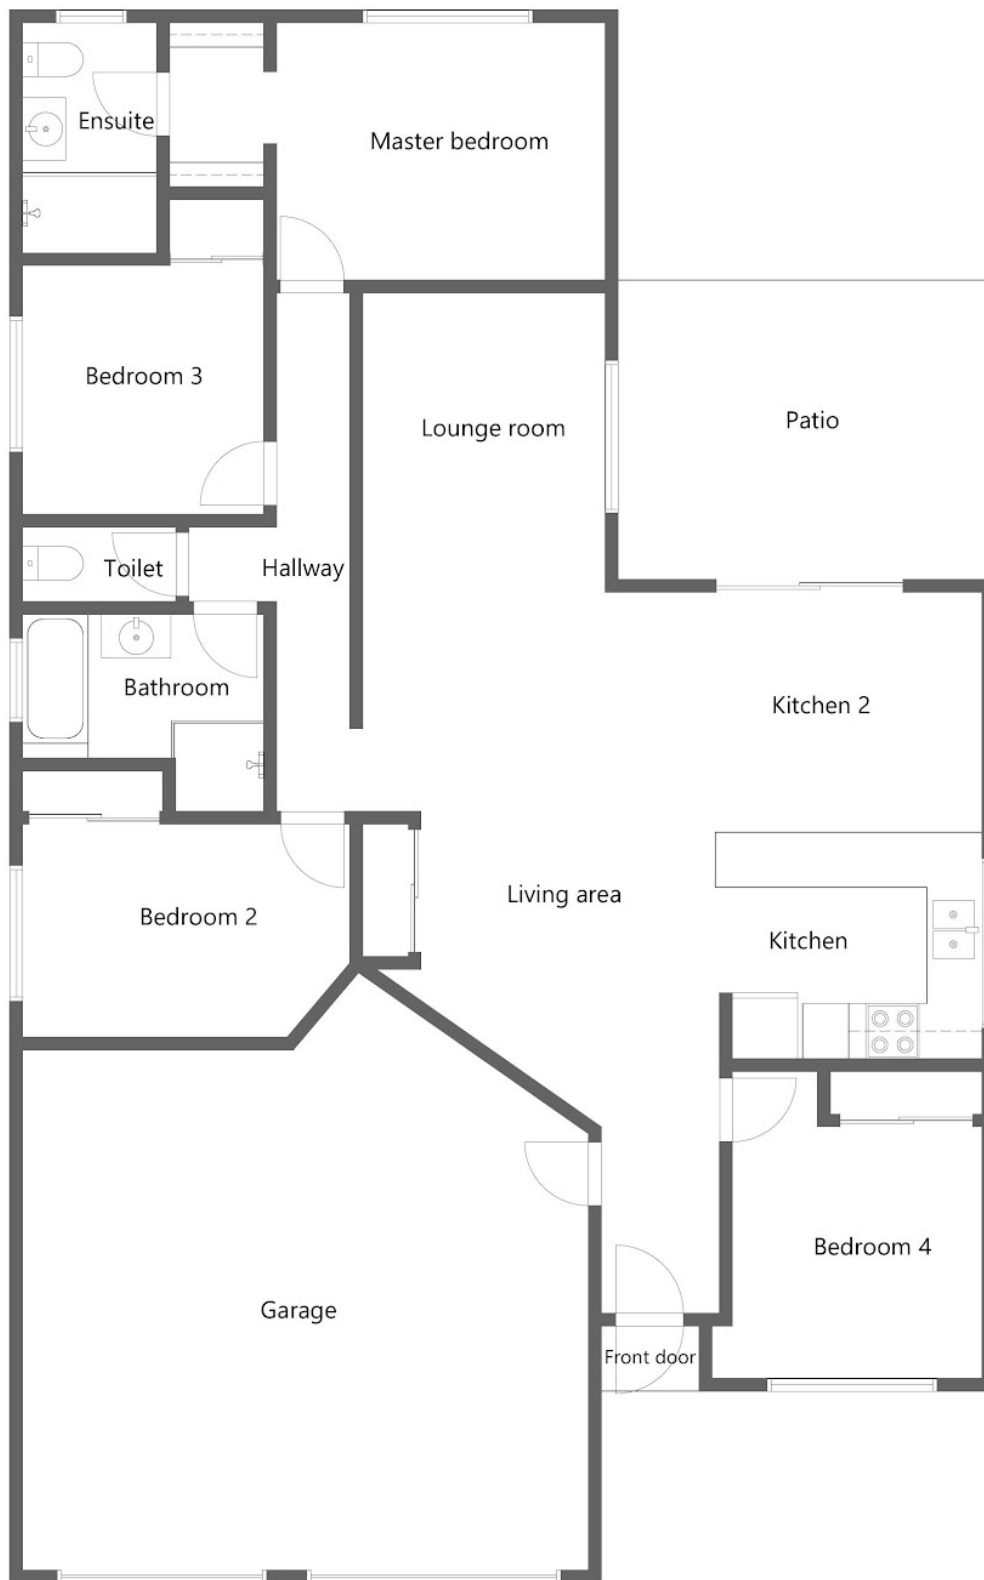 Ensuite
Master bedroom
Bedroom 3
Lounge room
Patio
Toilet
Hallway
Bathroom
Kitchen 2
Living area
Bedroom 2
Kitchen
Bedroom 4
Garage
Front door